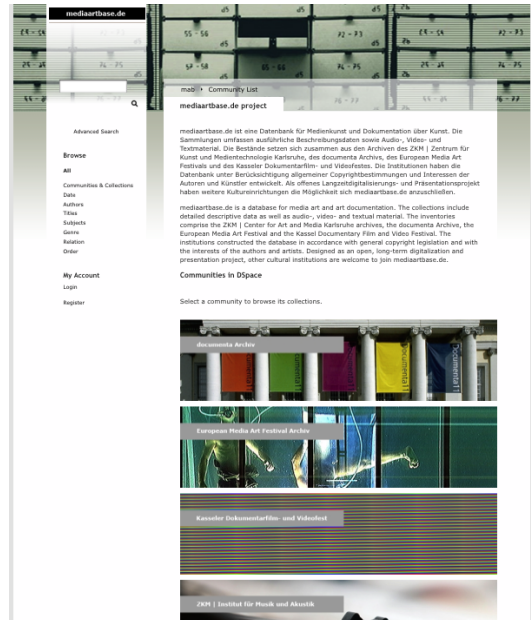 mediaartbase.de
55 - 56
57 - 58
mab › Community List
mediaartbase.de project
Advanced Search
Browse
All
Communities & Collections
Date
Authors
Titles
Subjects
Genre
Relation
Order
My Account
Login
Register
mediaartbase.de ist eine Datenbank für Medienkunst und Dokumentation über Kunst. Die
Sammlungen umfassen ausführliche Beschreibungsdaten sowie Audio-, Video- und
Textmaterial. Die Bestände setzen sich zusammen aus den Archiven des ZKM | Zentrum für
Kunst und Medientechnologie Karlsruhe, des documenta Archivs, des European Media Art
Festivals und des Kasseler Dokumentarfilm- und Videofestes. Die Institutionen haben die
Datenbank unter Berücksichtigung allgemeiner Copyrightbestimmungen und Interessen der
Autoren und Künstler entwickelt. Als offenes Langzeitdigitalisierungs- und Präsentationsprojekt
haben weitere Kultureinrichtungen die Möglichkeit sich mediaartbase.de anzuschließen.
mediaartbase.de is a database for media art and art documentation. The collections include
detailed descriptive data as well as audio-, video- and textual material. The inventories
comprise the ZKM | Center for Art and Media Karlsruhe archives, the documenta Archive, the
European Media Art Festival and the Kassel Documentary Film and Video Festival. The
institutions constructed the database in accordance with general copyright legislation and with
the interests of the authors and artists. Designed as an open, long-term digitalization and
presentation project, other cultural institutions are welcome to join mediaartbase.de.
Communities in DSpace
Select a community to browse its collections.
documenta Archiv
European Media Art Festival Archiv
Kasseler Dokumentarfilm- und Videofest
ZKM | Institut für Musik und Akustik